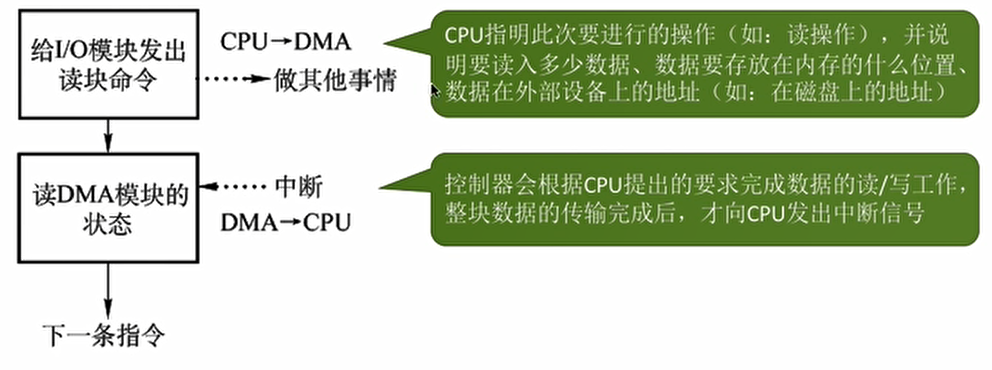 给I/O模块发出
读块命令
CPU→DMA
做其他事情
CPU指明此次要进行的操作（如：读操作），并说
明要读入多少数据、数据要存放在内存的什么位置、
数据在外部设备上的地址（如：在磁盘上的地址）
读DMA模块的
状态
中断
DMA→CPU
控制器会根据CPU提出的要求完成数据的读/写工作，
整块数据的传输完成后，才向CPU发出中断信号
下一条指令